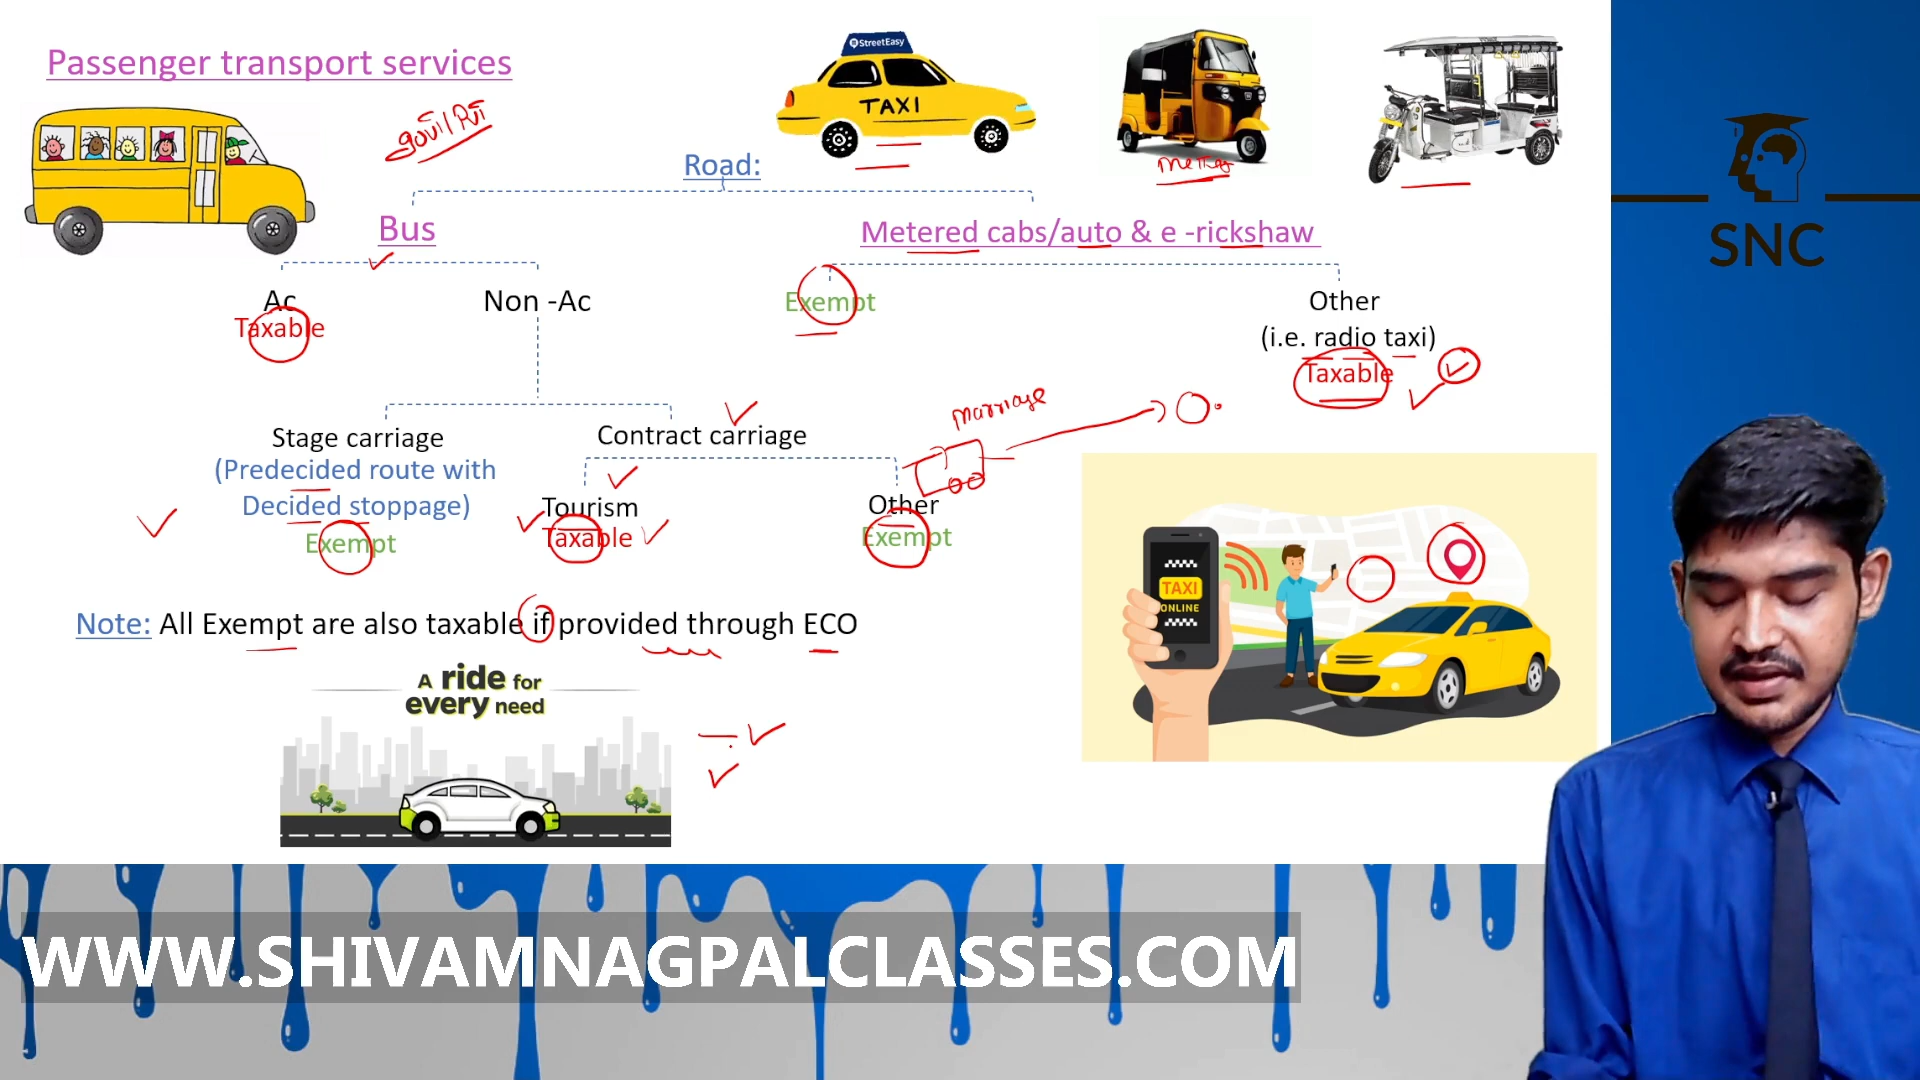 Passenger transport services
StreetEasy
TAXI
Road:
Bus
Metered cabs/auto & e -rickshaw
SNC
Ac
Taxable
Non -Ac
Exempt
Other
(i.e. radio taxi)
Taxable
marriage
Stage carriage
(Predecided route with
Decided stoppage)
Exempt
Contract carriage
Tourism
Taxable
Other
Exempt
TAXI
ONLINE
Note: All Exempt are also taxable if provided through ECO
A ride for
every need
WWW.SHIVAMNAGPALCLASSES.COM